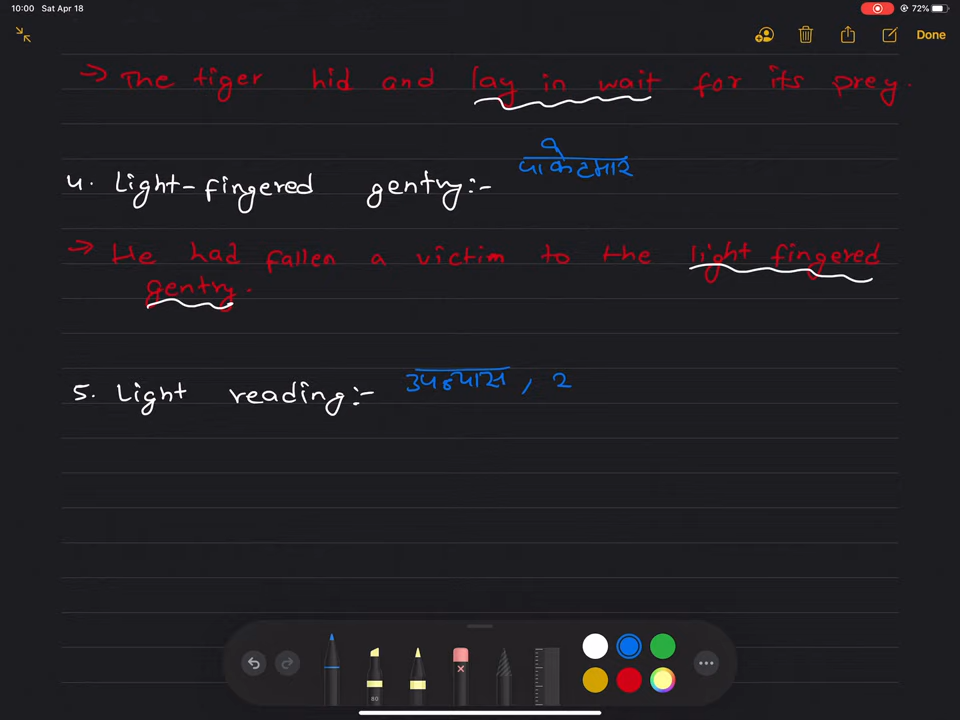 10:00 Sat Apr 18 72%
Done
→ The tiger hid and lay in wait for its prey.
4. Light-fingered gentry:- पाकेटमार
→ He had fallen a victim to the light fingered
gentry.
5. Light reading:- उपन्यास,
80